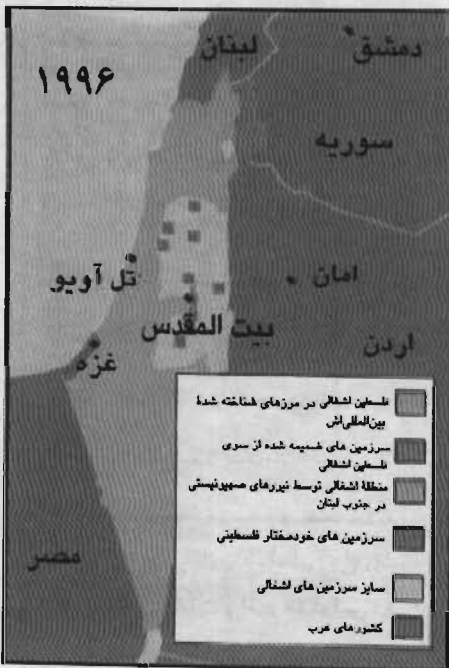 لبنان
دمشق
۱۹۹۶
سوریه
تل آویو
امان
بیت المقدس
اردن
غزه
فلسطین اشغالی در مرزهای شناخته شدهٔ
بین‌المللی‌اش
سرزمین های ضمیمه شده از سوی
فلسطین اشغالی
منطقهٔ اشغالی توسط نیروهای صهیونیستی
در جنوب لبنان
سرزمین های خودمختار فلسطینی
مصر
سایر سرزمین های اشغالی
کشورهای عرب